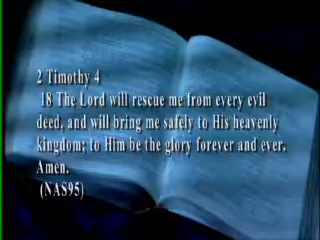 2 Timothy 4
18 The Lord will rescue me from every evil
deed, and will bring me safely to His heavenly
kingdom; to Him be the glory forever and ever.
Amen.
(NAS95)